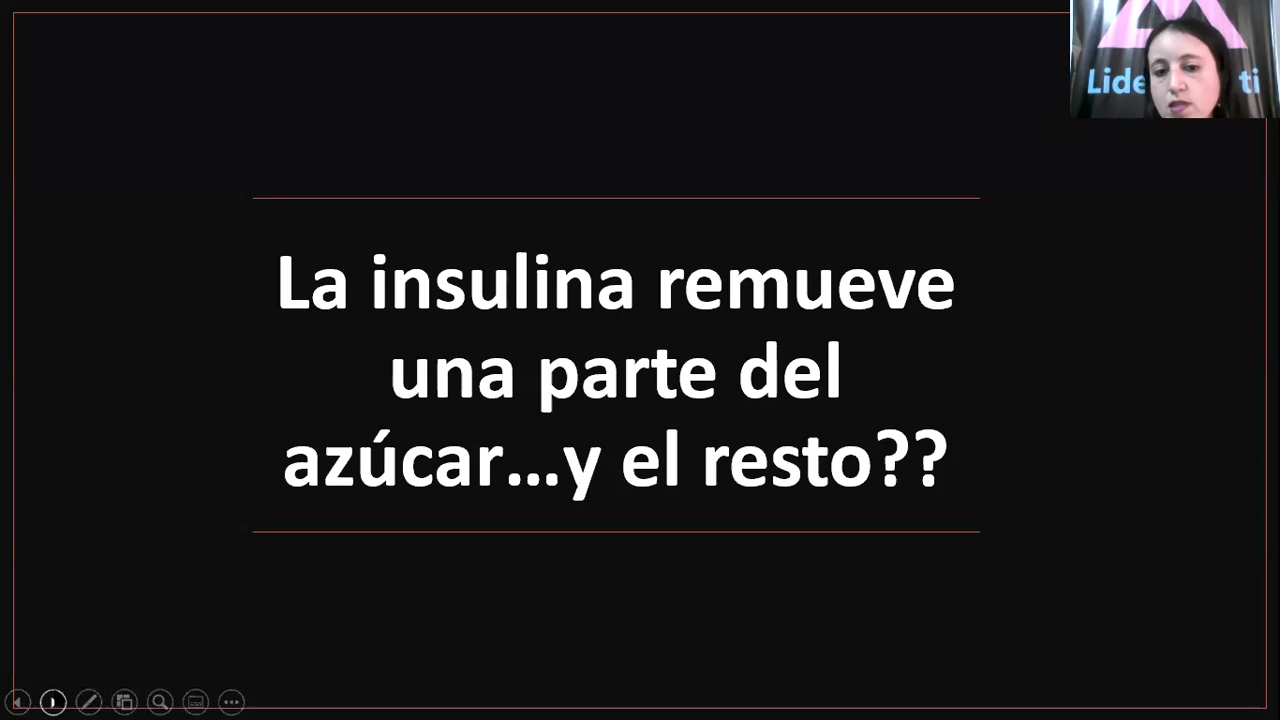 La insulina remueve
una parte del
azúcar...y el resto??